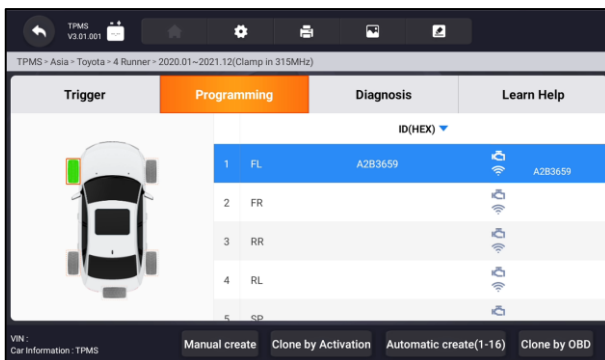 TPMS
V3.01.001
TPMS > Asia > Toyota > 4 Runner > 2020.01~2021.12(Clamp in 315MHz)
Trigger Programming Diagnosis Learn Help
ID(HEX)
1 FL A2B3659 A2B3659
2 FR
3 RR
4 RL
5 SP
VIN :
Car Information : TPMS
Manual create Clone by Activation Automatic create(1-16) Clone by OBD